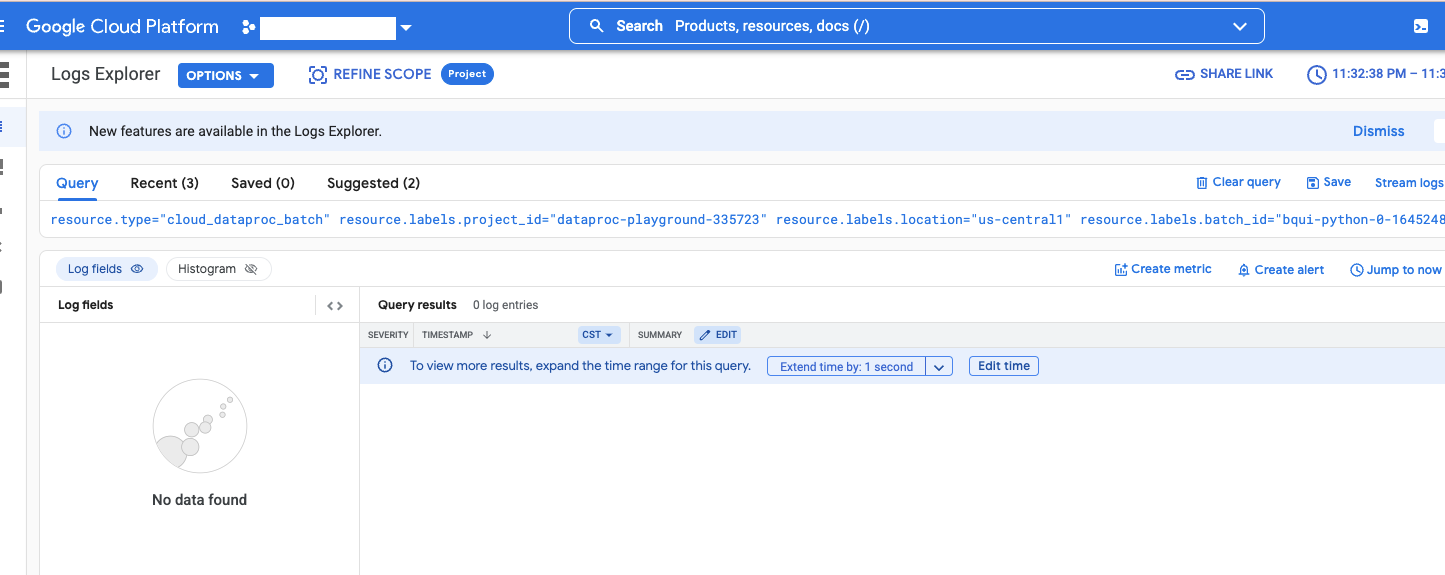 Google Cloud Platform Search Products, resources, docs (/)
Logs Explorer OPTIONS REFINE SCOPE Project SHARE LINK 11:32:38 PM – 11:3
New features are available in the Logs Explorer. Dismiss
Query Recent (3) Saved (0) Suggested (2) Clear query Save Stream logs
resource.type="cloud_dataproc_batch" resource.labels.project_id="dataproc-playground-335723" resource.labels.location="us-central1" resource.labels.batch_id="bqui-python-0-1645248
Log fields Histogram Create metric Create alert Jump to now
Log fields <> Query results 0 log entries
SEVERITY TIMESTAMP CST SUMMARY EDIT
To view more results, expand the time range for this query. Extend time by: 1 second Edit time
No data found